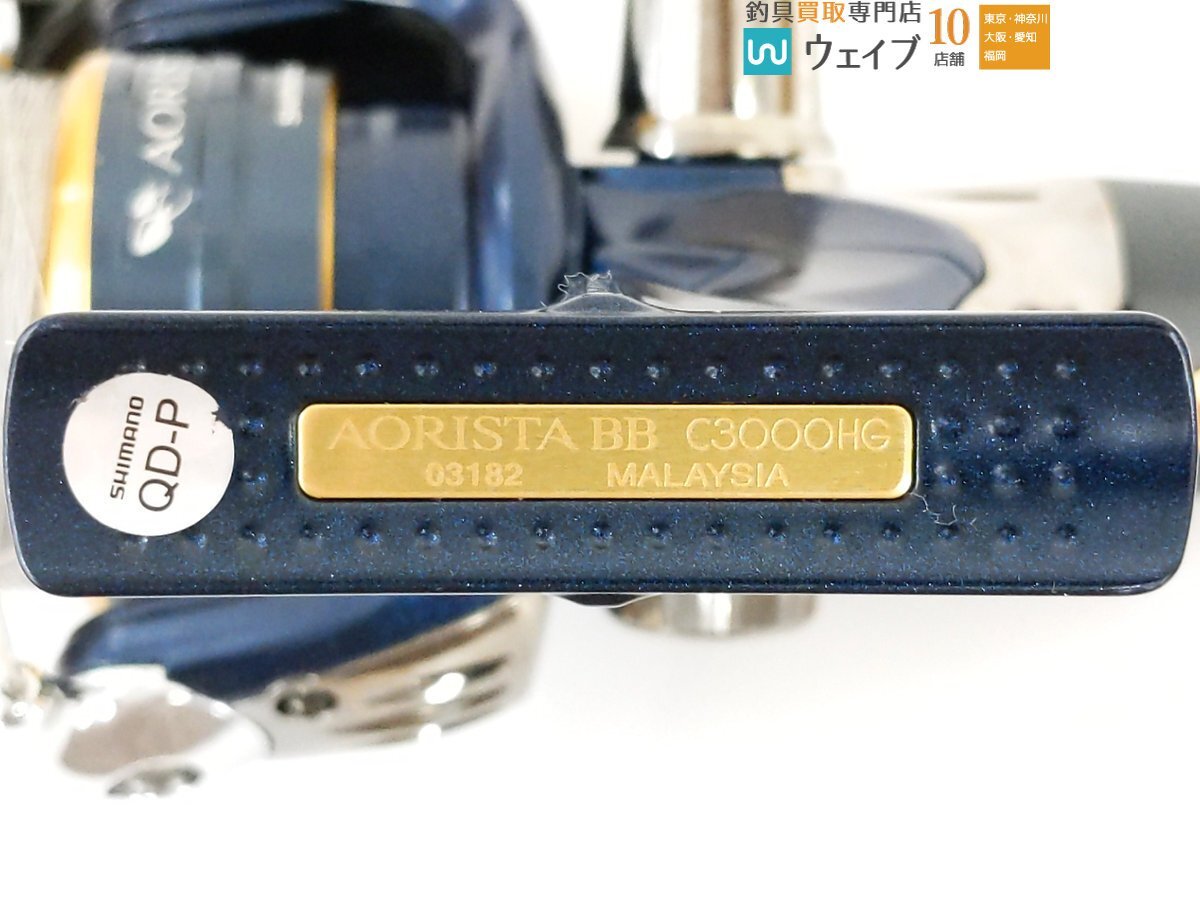 釣具買取専門店
ウェイブ
10
店舗
東京・神奈川
大阪・愛知
福岡
AORIS
SHIMANO
QD-P
AORISTA BB C3000HG
03182 MALAYSIA